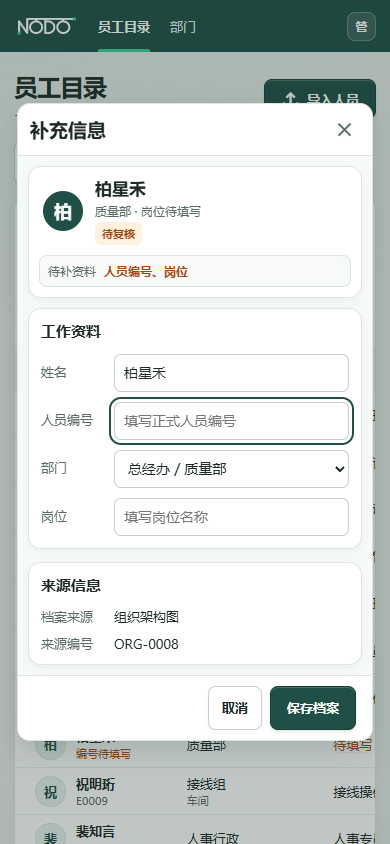 NODO 员工目录 部门 管
员工目录
导入人员
补充信息
柏
柏星禾
质量部 · 岗位待填写
待复核
待补资料 人员编号、岗位
工作资料
姓名 柏星禾
人员编号 填写正式人员编号
部门 总经办 / 质量部
岗位 填写岗位名称
来源信息
档案来源 组织架构图
来源编号 ORG-0008
取消 保存档案
柏 质量部 待填写
编号待填写
祝 祝明珩 接线组 接线操
E0009 车间
裴 裴知言 人事行政 人事专